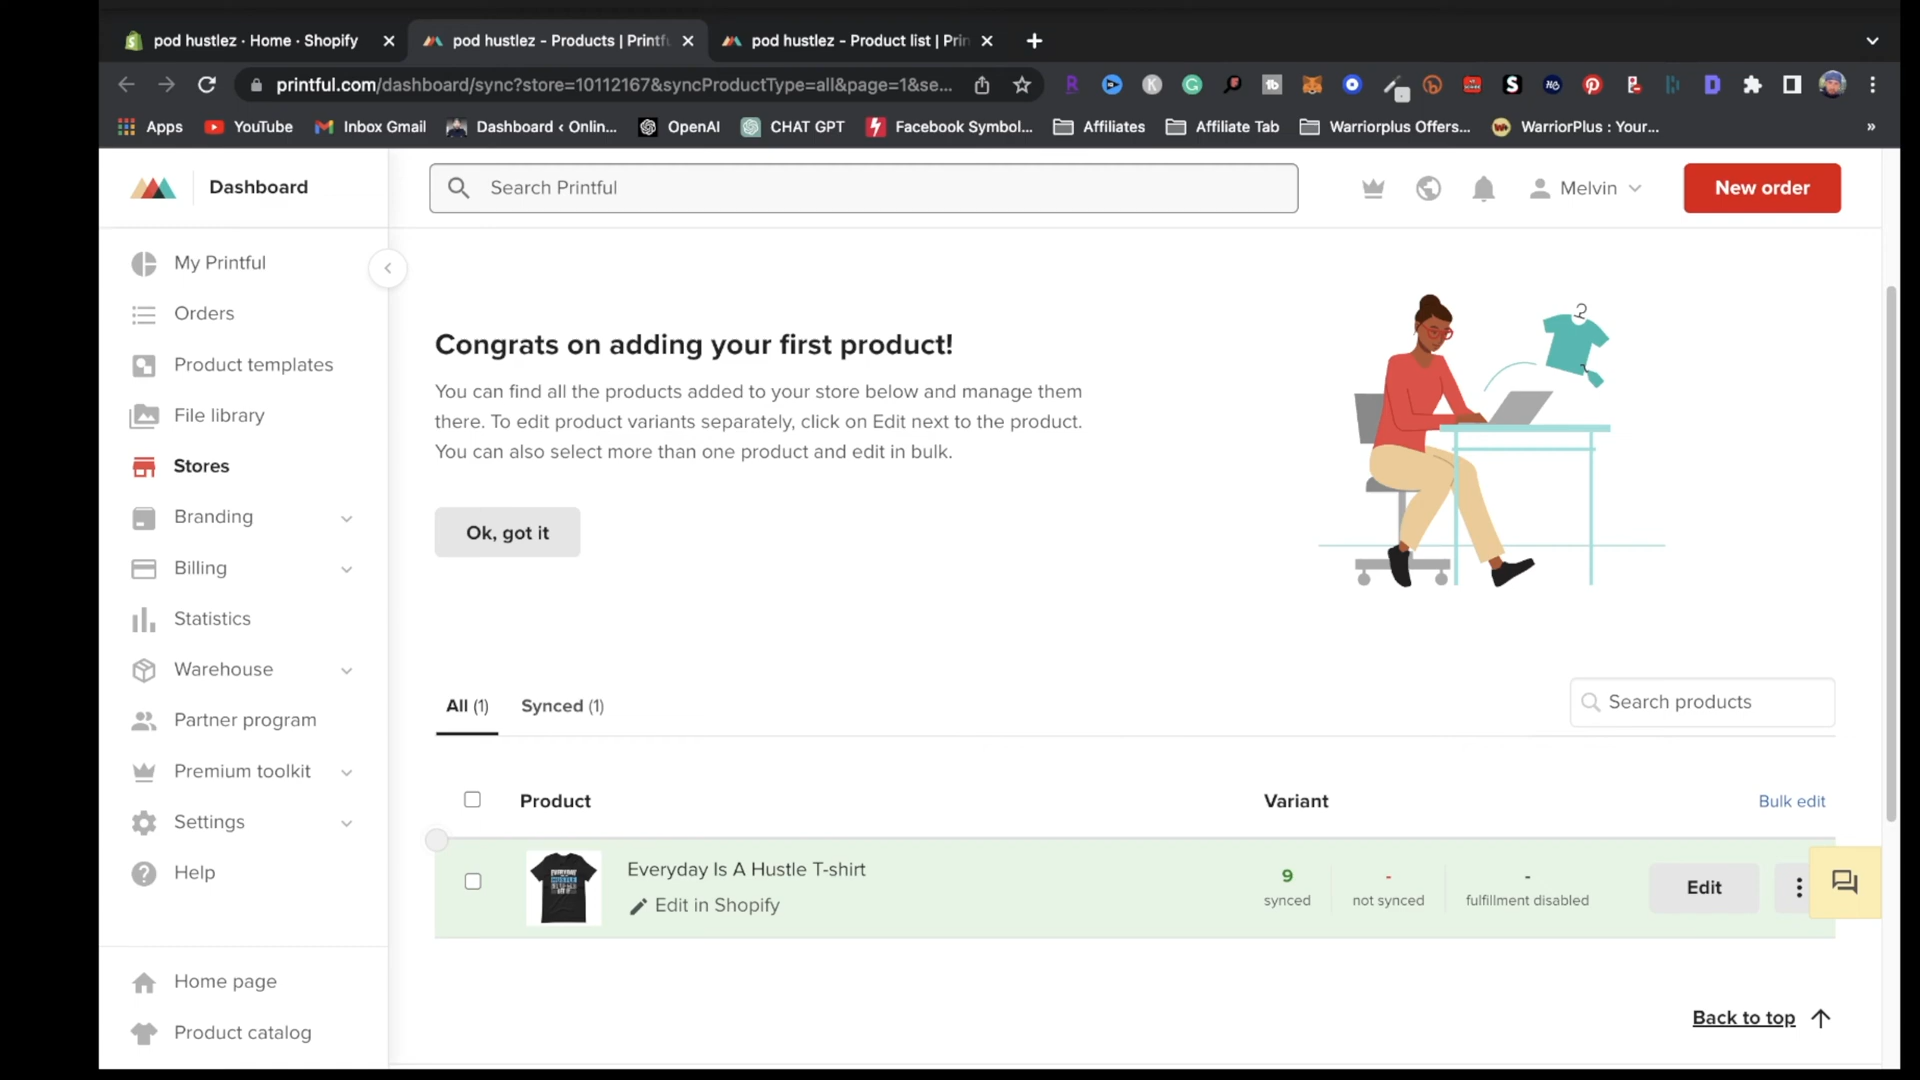 pod hustlez · Home · Shopify
pod hustlez - Products | Printfu
pod hustlez - Product list | Prin
printful.com/dashboard/sync?store=10112167&syncProductType=all&page=1&se...
Apps
YouTube
Inbox Gmail
Dashboard ‹ Onlin...
OpenAI
CHAT GPT
Facebook Symbol...
Affiliates
Affiliate Tab
Warriorplus Offers...
WarriorPlus : Your...
»
Dashboard
Search Printful
Melvin
New order
My Printful
Orders
Product templates
File library
Stores
Branding
Billing
Statistics
Warehouse
Partner program
Premium toolkit
Settings
Help
Home page
Product catalog
Congrats on adding your first product!
You can find all the products added to your store below and manage them
there. To edit product variants separately, click on Edit next to the product.
You can also select more than one product and edit in bulk.
Ok, got it
All (1)
Synced (1)
Search products
Product
Variant
Bulk edit
Everyday Is A Hustle T-shirt
Edit in Shopify
9
synced
-
not synced
-
fulfillment disabled
Edit
Back to top